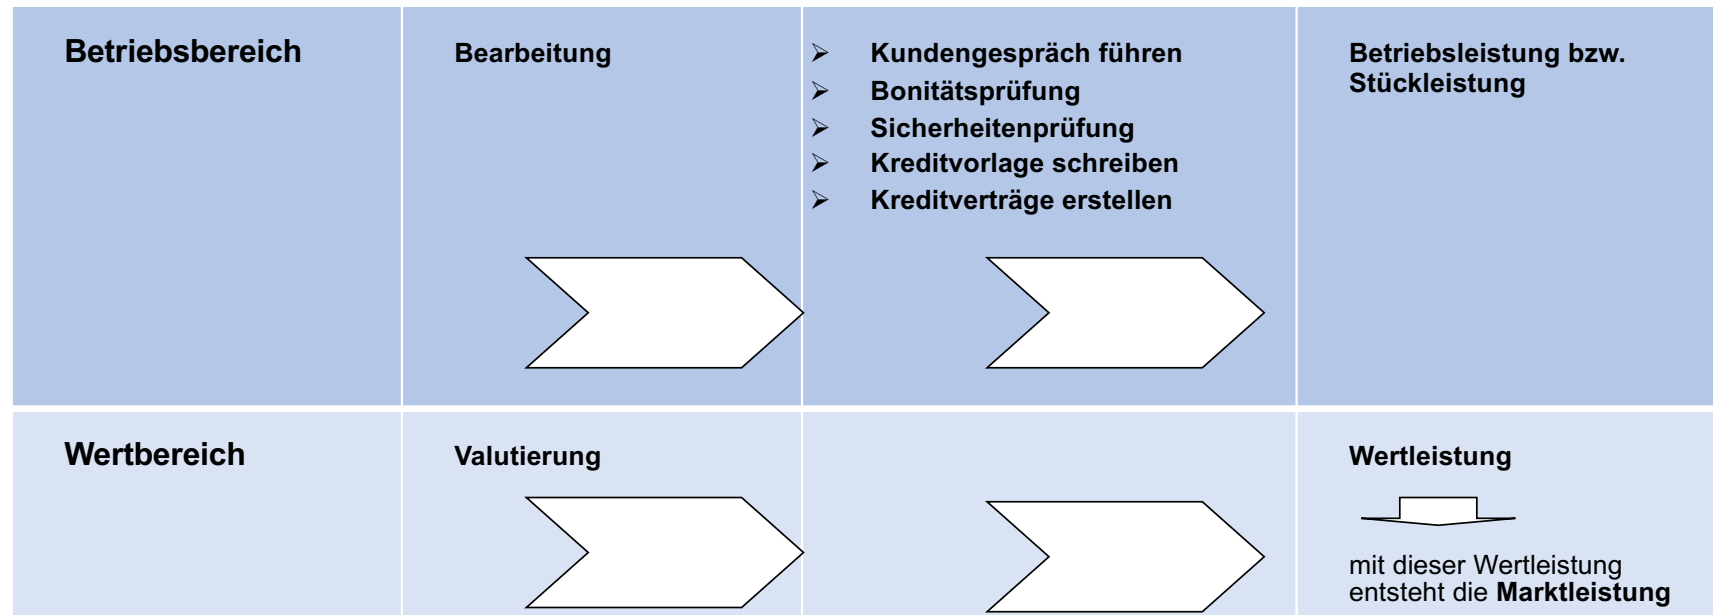 Betriebsbereich
Bearbeitung
➢ Kundengespräch führen
➢ Bonitätsprüfung
➢ Sicherheitenprüfung
➢ Kreditvorlage schreiben
➢ Kreditverträge erstellen
Betriebsleistung bzw.
Stückleistung
Wertbereich
Valutierung
Wertleistung
mit dieser Wertleistung
entsteht die Marktleistung